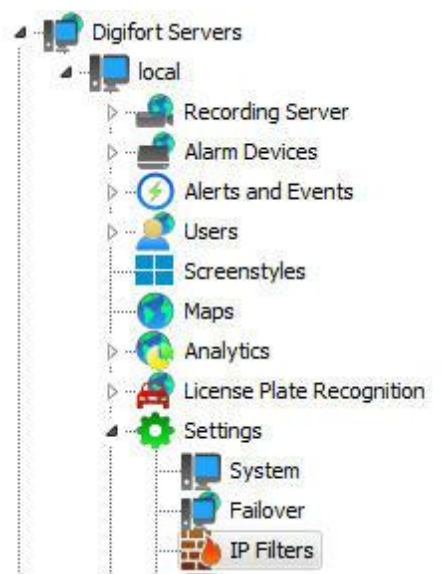 Digifort Servers
local
Recording Server
Alarm Devices
Alerts and Events
Users
Screenstyles
Maps
Analytics
License Plate Recognition
Settings
System
Failover
IP Filters